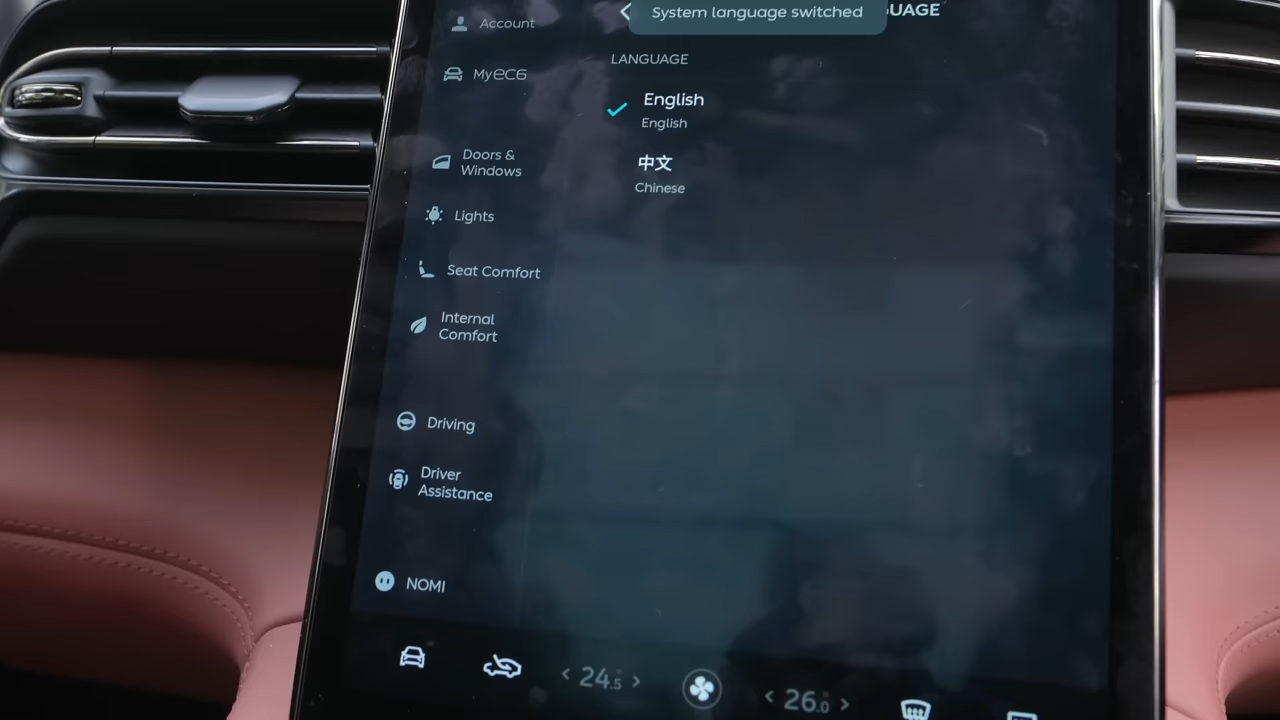 System language switched
UAGE
Account
MyEC6
Doors &
Windows
Lights
Seat Comfort
Internal
Comfort
Driving
Driver
Assistance
NOMI
LANGUAGE
English
English
中文
Chinese
24.5
26.0